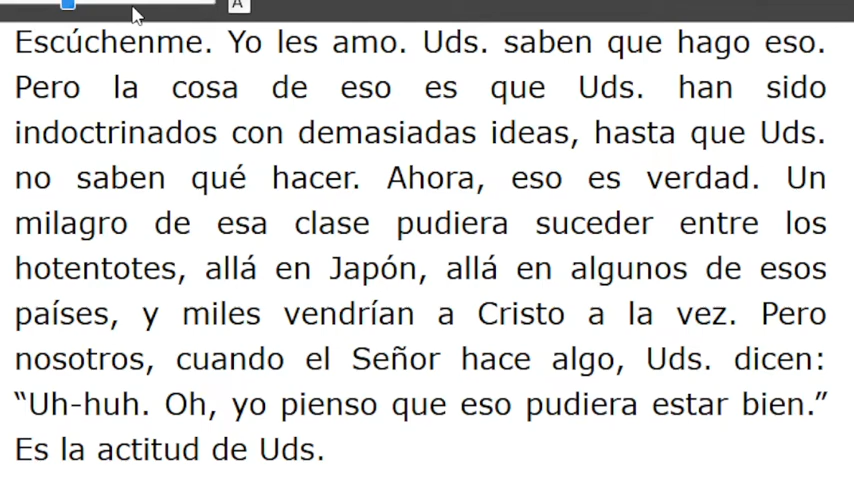 A
Escúchenme. Yo les amo. Uds. saben que hago eso.
Pero la cosa de eso es que Uds. han sido
indoctrinados con demasiadas ideas, hasta que Uds.
no saben qué hacer. Ahora, eso es verdad. Un
milagro de esa clase pudiera suceder entre los
hotentotes, allá en Japón, allá en algunos de esos
países, y miles vendrían a Cristo a la vez. Pero
nosotros, cuando el Señor hace algo, Uds. dicen:
“Uh-huh. Oh, yo pienso que eso pudiera estar bien.”
Es la actitud de Uds.